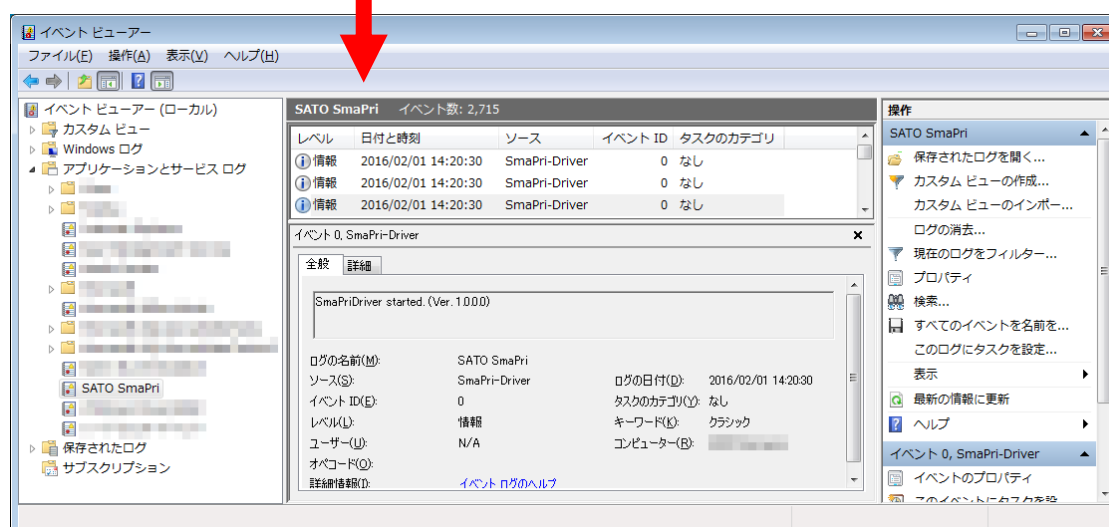 イベント ビューアー
ファイル(F) 操作(A) 表示(V) ヘルプ(H)
イベント ビューアー (ローカル)
カスタム ビュー
Windows ログ
アプリケーションとサービス ログ
SATO SmaPri
保存されたログ
サブスクリプション
SATO SmaPri イベント数: 2,715
レベル 日付と時刻 ソース イベント ID タスクのカテゴリ
情報 2016/02/01 14:20:30 SmaPri-Driver 0 なし
情報 2016/02/01 14:20:30 SmaPri-Driver 0 なし
情報 2016/02/01 14:20:30 SmaPri-Driver 0 なし
イベント 0, SmaPri-Driver
全般 詳細
SmaPriDriver started. (Ver. 1.0.0.0)
ログの名前(M): SATO SmaPri
ソース(S): SmaPri-Driver ログの日付(D): 2016/02/01 14:20:30
イベント ID(E): 0 タスクのカテゴリ(Y): なし
レベル(L): 情報 キーワード(K): クラシック
ユーザー(U): N/A コンピューター(R):
オペコード(O):
詳細情報(I): イベント ログのヘルプ
操作
SATO SmaPri
保存されたログを開く...
カスタム ビューの作成...
カスタム ビューのインポー...
ログの消去...
現在のログをフィルター...
プロパティ
検索...
すべてのイベントを名前を...
このログにタスクを設定...
表示
最新の情報に更新
ヘルプ
イベント 0, SmaPri-Driver
イベントのプロパティ
このイベントにタスクを設